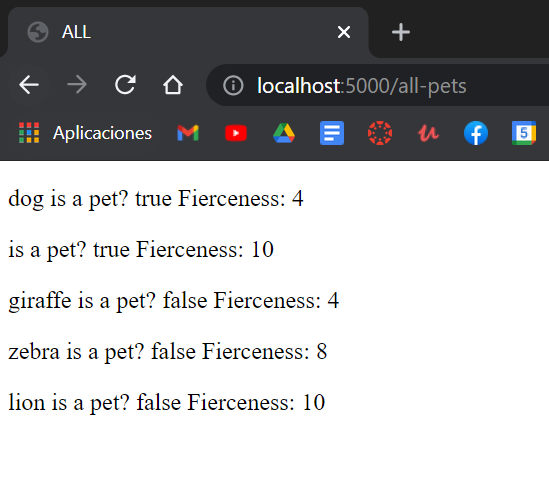 ALL
localhost:5000/all-pets
Aplicaciones
5
dog is a pet? true Fierceness: 4
is a pet? true Fierceness: 10
giraffe is a pet? false Fierceness: 4
zebra is a pet? false Fierceness: 8
lion is a pet? false Fierceness: 10